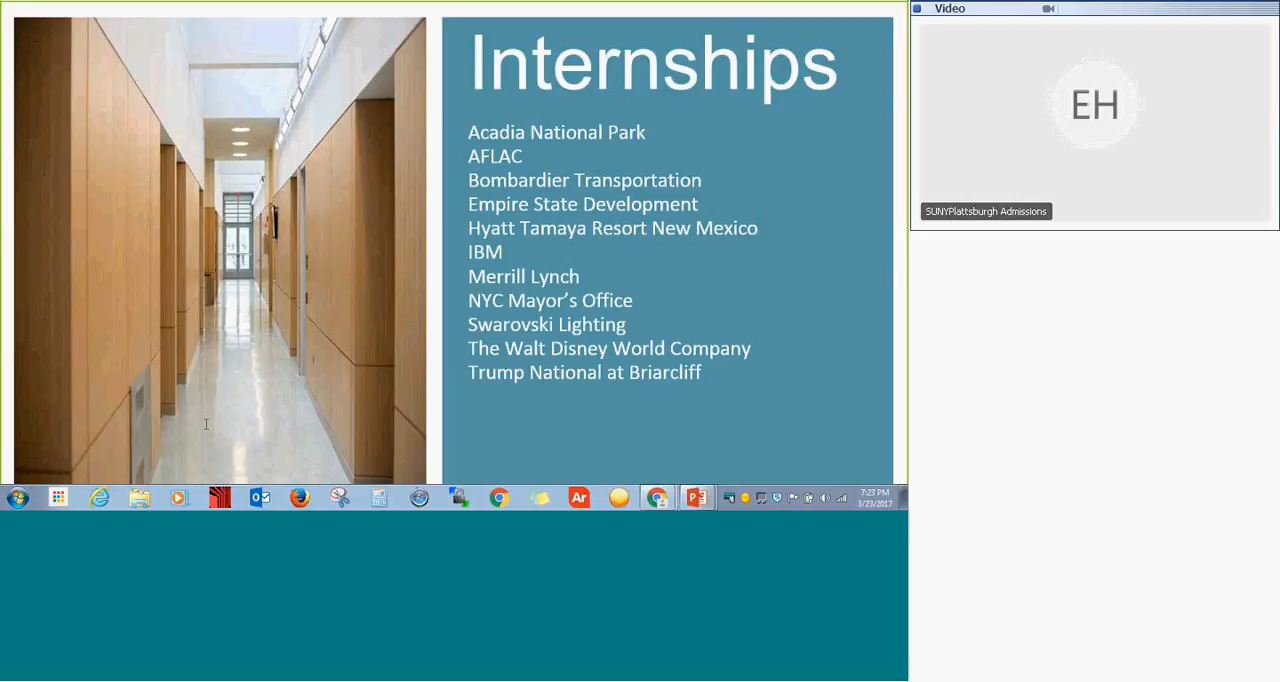 Internships
Acadia National Park
AFLAC
Bombardier Transportation
Empire State Development
Hyatt Tamaya Resort New Mexico
IBM
Merrill Lynch
NYC Mayor's Office
Swarovski Lighting
The Walt Disney World Company
Trump National at Briarcliff
Video
EH
SUNYPlattsburgh Admissions
Ar
7:23 PM
3/23/2017